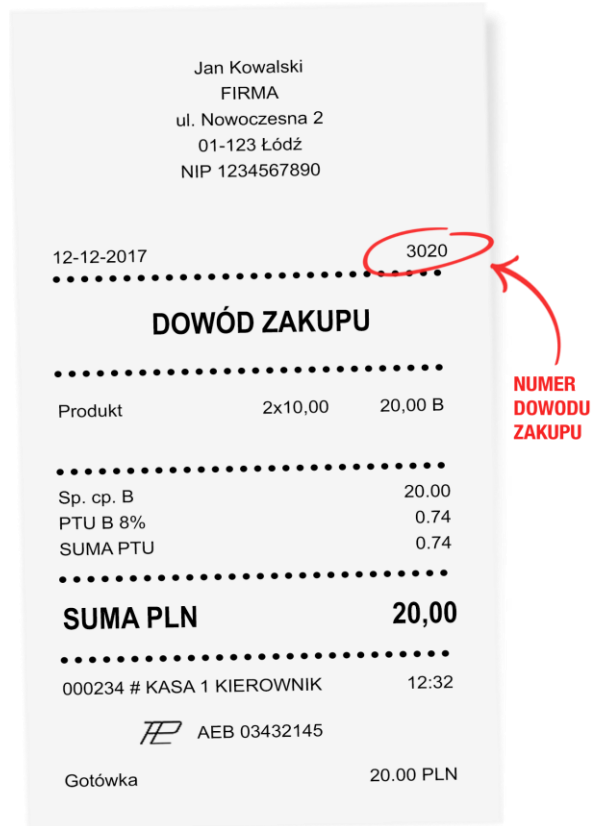 Jan Kowalski
FIRMA
ul. Nowoczesna 2
01-123 Łódź
NIP 1234567890
12-12-2017 3020
DOWÓD ZAKUPU
Produkt 2x10,00 20,00 B
NUMER
DOWODU
ZAKUPU
Sp. cp. B 20.00
PTU B 8% 0.74
SUMA PTU 0.74
SUMA PLN 20,00
000234 # KASA 1 KIEROWNIK 12:32
AEB 03432145
Gotówka 20.00 PLN